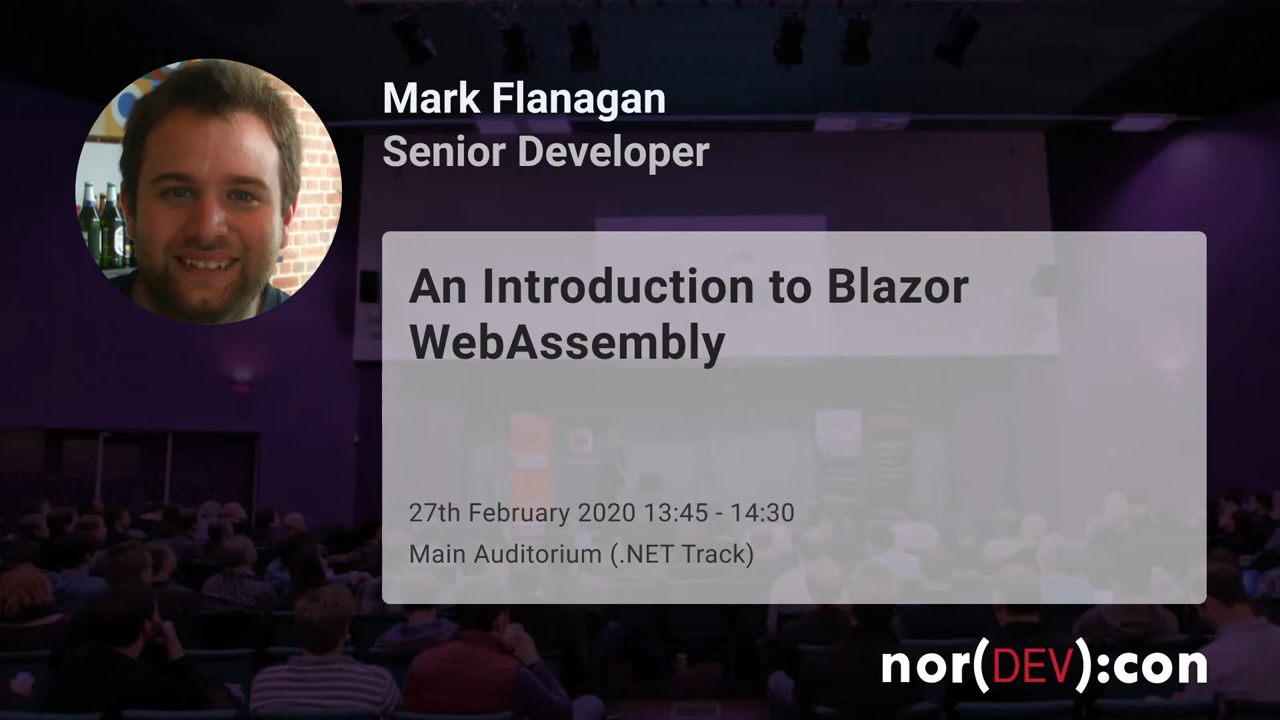 Mark Flanagan
Senior Developer
An Introduction to Blazor
WebAssembly
27th February 2020 13:45 - 14:30
Main Auditorium (.NET Track)
nor(DEV):con